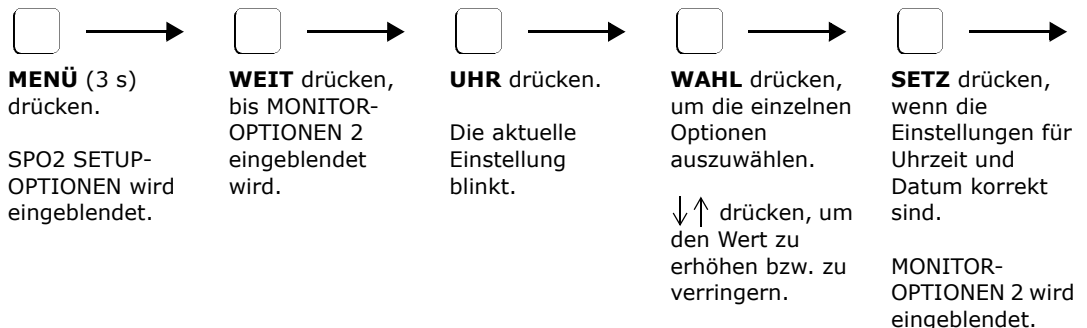 MENÜ (3 s)
drücken.
SPO2 SETUP-
OPTIONEN wird
eingeblendet.
WEIT drücken,
bis MONITOR-
OPTIONEN 2
eingeblendet
wird.
UHR drücken.
Die aktuelle
Einstellung
blinkt.
WAHL drücken,
um die einzelnen
Optionen
auszuwählen.
↓↑ drücken, um
den Wert zu
erhöhen bzw. zu
verringern.
SETZ drücken,
wenn die
Einstellungen für
Uhrzeit und
Datum korrekt
sind.
MONITOR-
OPTIONEN 2 wird
eingeblendet.